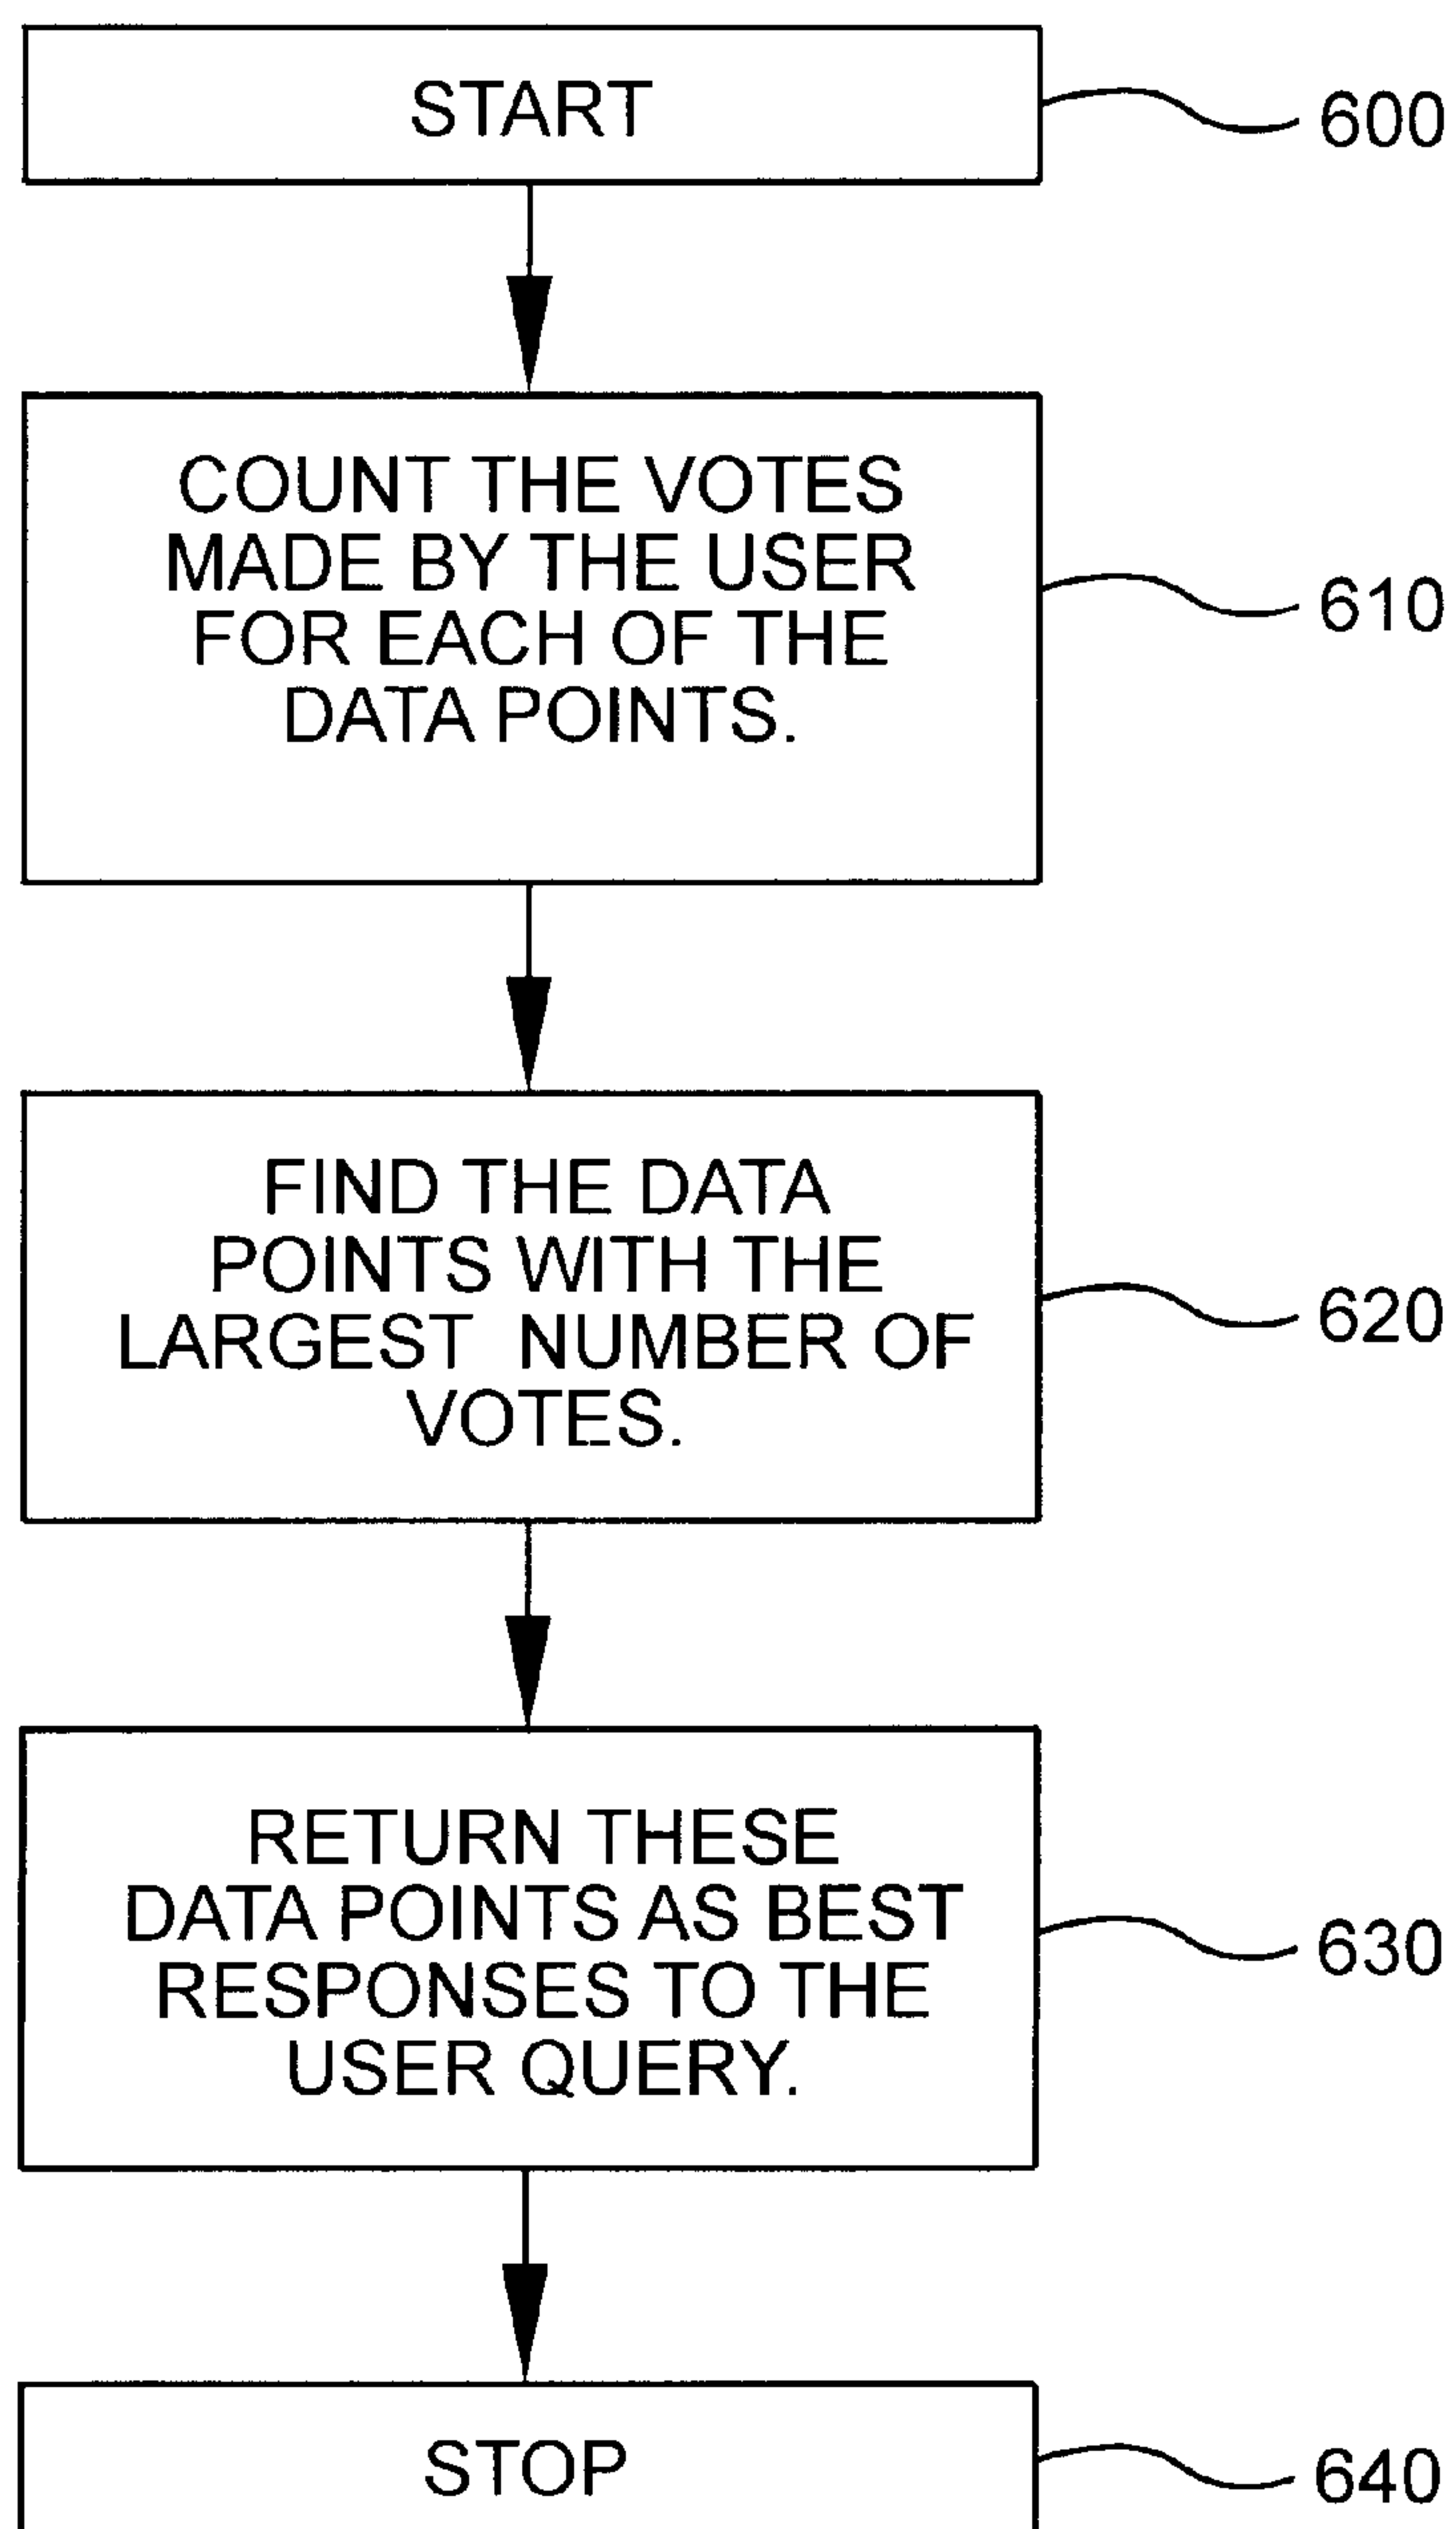 START
600
COUNT THE VOTES
MADE BY THE USER
FOR EACH OF THE
DATA POINTS.
610
FIND THE DATA
POINTS WITH THE
LARGEST NUMBER OF
VOTES.
620
RETURN THESE
DATA POINTS AS BEST
RESPONSES TO THE
USER QUERY.
630
STOP
640